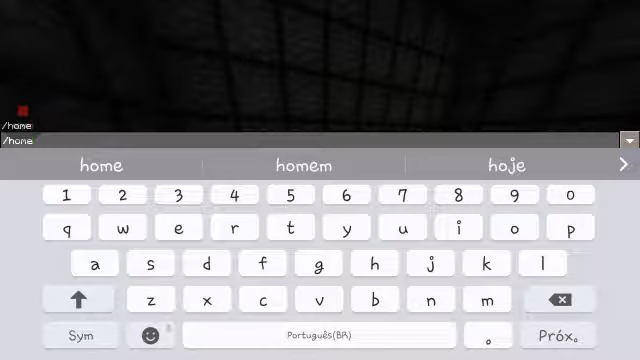 /home
/home
home homem hoje
1 2 3 4 5 6 7 8 9 0
q w e r t y u i o p
a s d f g h j k l
z x c v b n m
Sym Português(BR) . Próx.